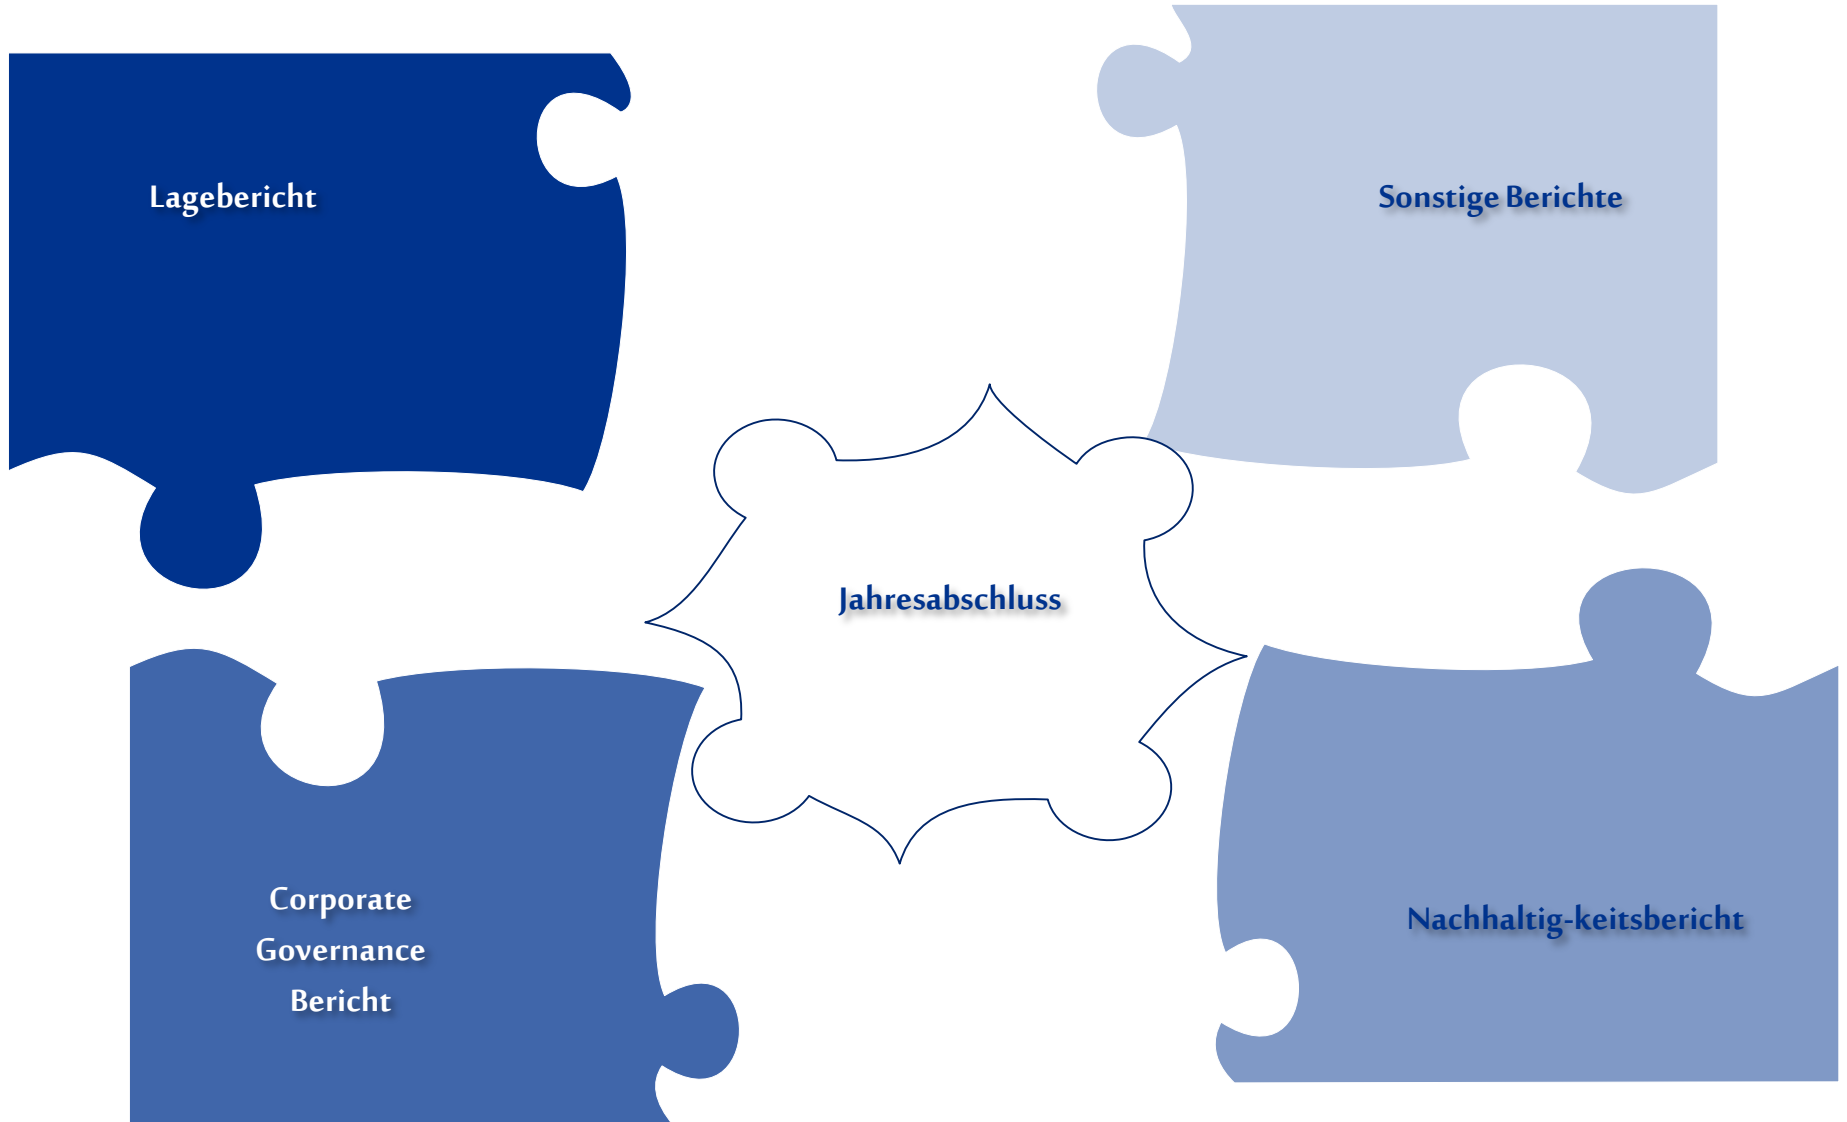 Lagebericht
Sonstige Berichte
Jahresabschluss
Corporate
Governance
Bericht
Nachhaltig-keitsbericht